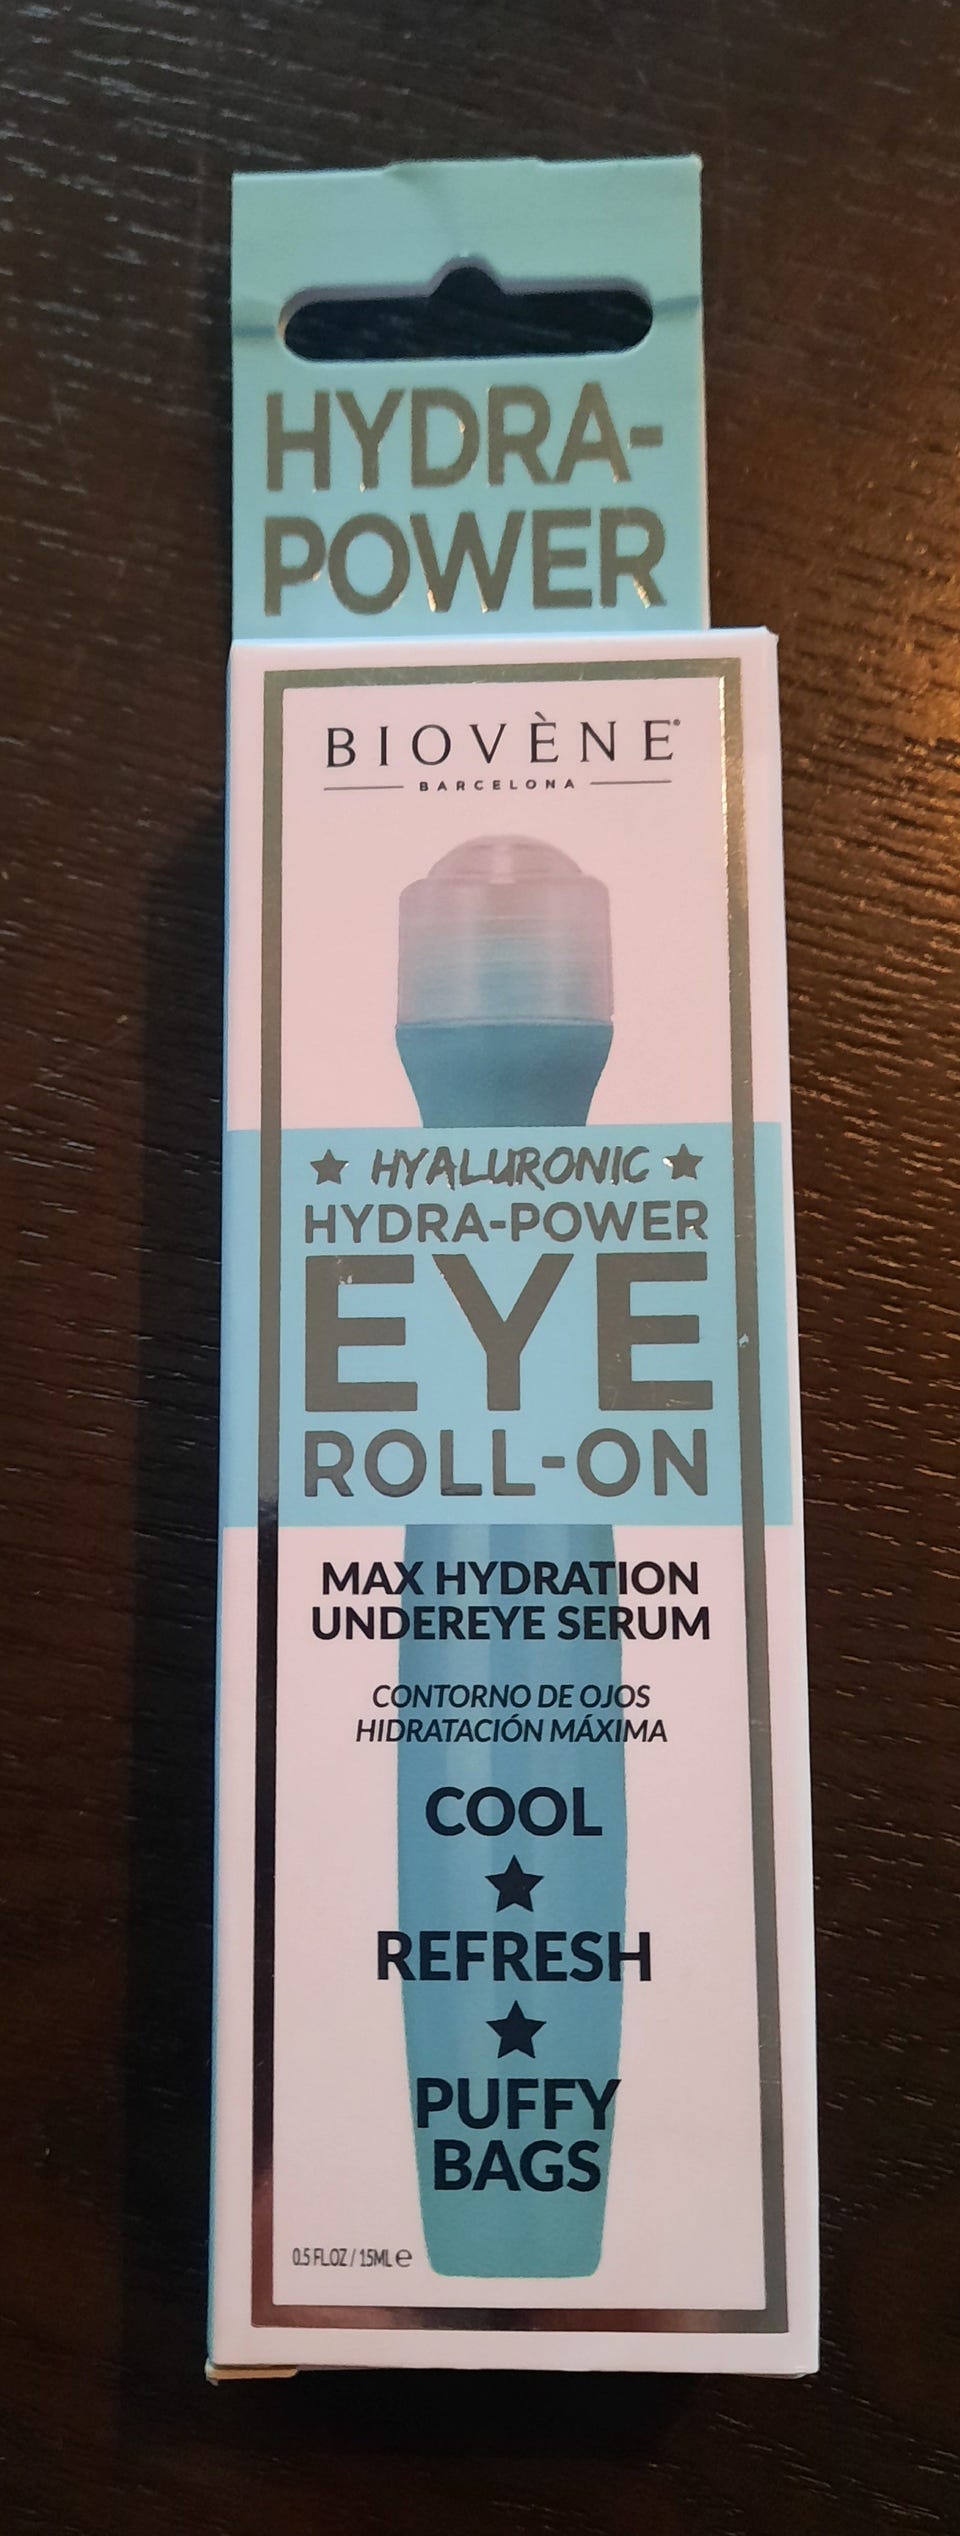 HYDRA-
POWER
BIOVÈNE®
BARCELONA
★ HYALURONIC ★
HYDRA-POWER
EYE
ROLL-ON
MAX HYDRATION
UNDEREYE SERUM
CONTORNO DE OJOS
HIDRATACIÓN MÁXIMA
COOL
★
REFRESH
★
PUFFY
BAGS
0.5 FL.OZ / 15ML ℮